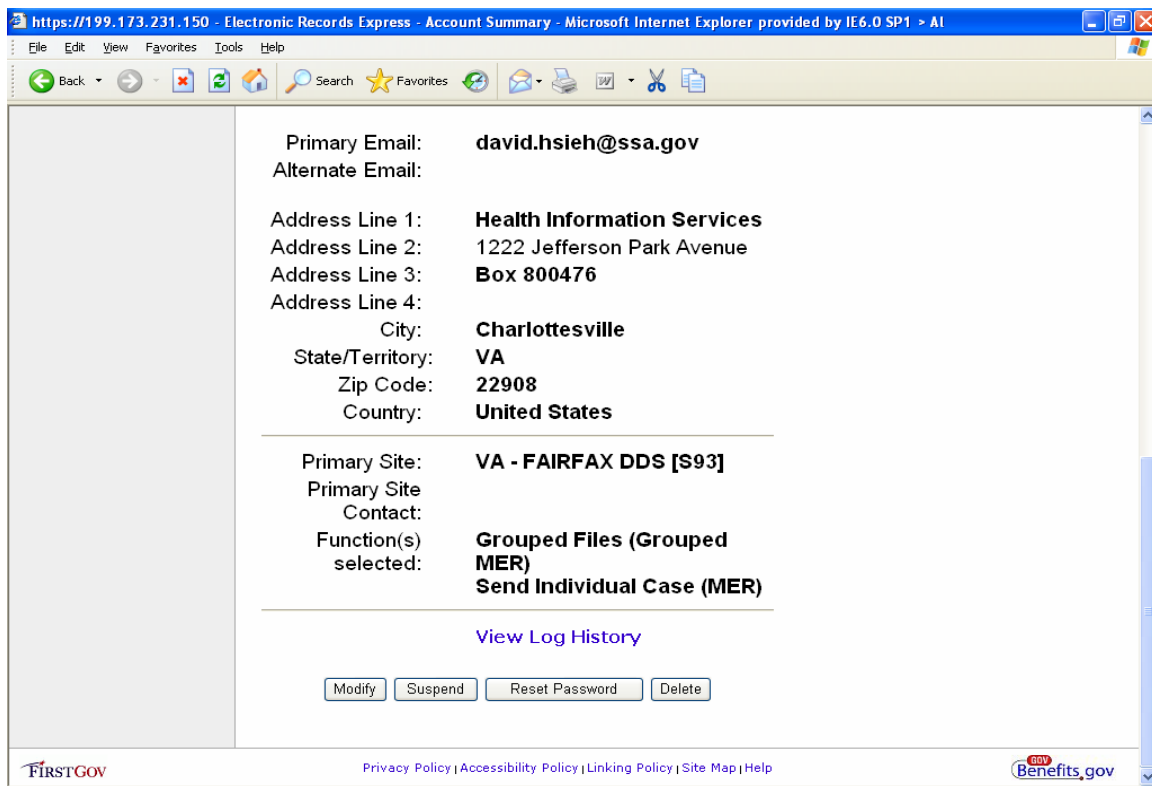 https://199.173.231.150 - Electronic Records Express - Account Summary - Microsoft Internet Explorer provided by IE6.0 SP1 > Al
File Edit View Favorites Tools Help
Back Search Favorites
Primary Email: david.hsieh@ssa.gov
Alternate Email:
Address Line 1: Health Information Services
Address Line 2: 1222 Jefferson Park Avenue
Address Line 3: Box 800476
Address Line 4:
City: Charlottesville
State/Territory: VA
Zip Code: 22908
Country: United States
Primary Site: VA - FAIRFAX DDS [S93]
Primary Site
Contact:
Function(s) Grouped Files (Grouped
selected: MER)
Send Individual Case (MER)
View Log History
Modify Suspend Reset Password Delete
FIRSTGOV Privacy Policy | Accessibility Policy | Linking Policy | Site Map | Help GOV Benefits.gov